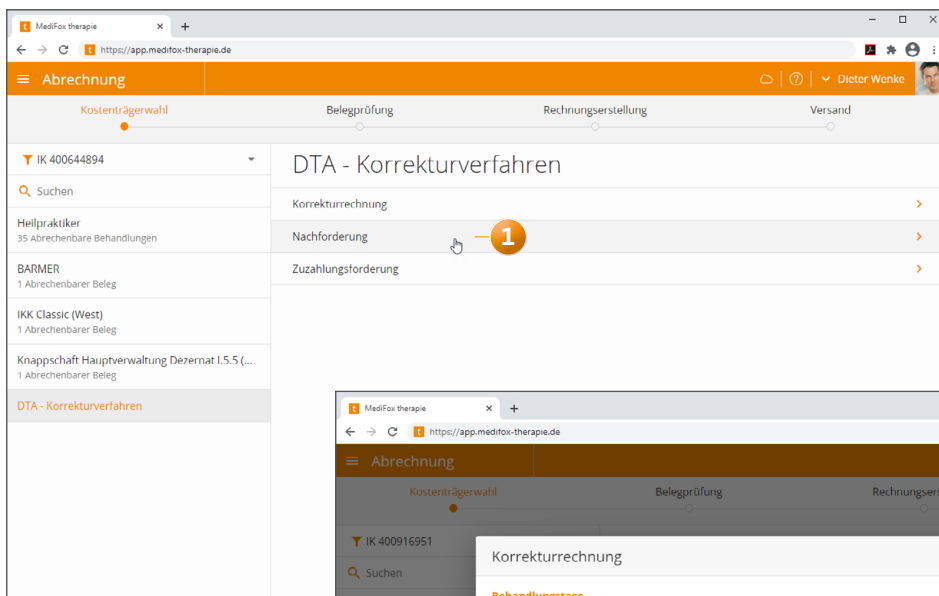 MediFox therapie
https://app.medifox-therapie.de
Abrechnung
Dieter Wenke
Kostenträgerwahl
Belegprüfung
Rechnungserstellung
Versand
IK 400644894
Suchen
Heilpraktiker
35 Abrechenbare Behandlungen
BARMER
1 Abrechenbarer Beleg
IKK Classic (West)
1 Abrechenbarer Beleg
Knappschaft Hauptverwaltung Dezernat I.5.5 (...
1 Abrechenbarer Beleg
DTA - Korrekturverfahren
DTA - Korrekturverfahren
Korrekturrechnung
Nachforderung
1
Zuzahlungsforderung
MediFox therapie
https://app.medifox-therapie.de
Abrechnung
Kostenträgerwahl
Belegprüfung
Rechnungsers
IK 400916951
Suchen
Korrekturrechnung
Behandlungstage